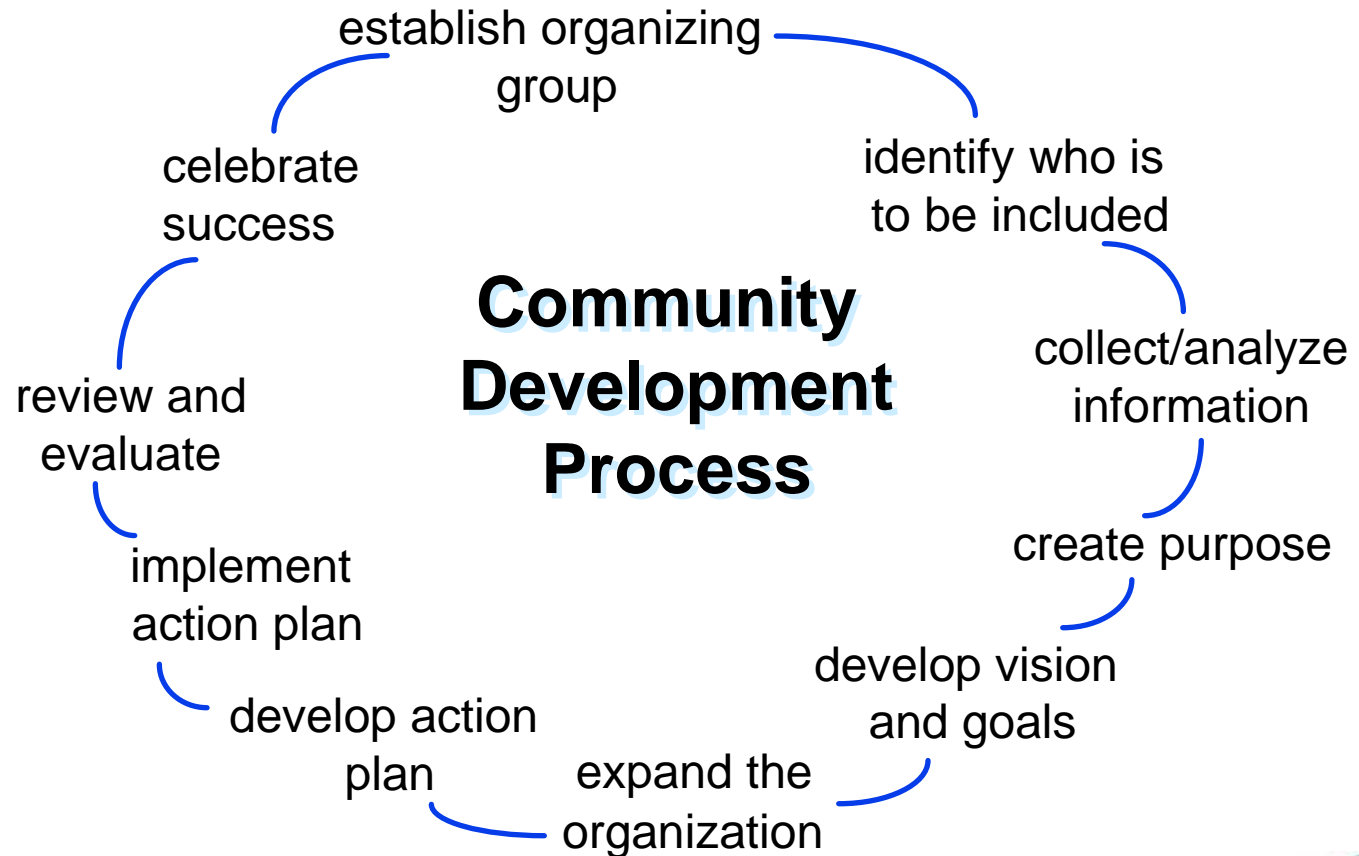 establish organizing
group
identify who is
to be included
collect/analyze
information
create purpose
develop vision
and goals
expand the
organization
develop action
plan
implement
action plan
review and
evaluate
celebrate
success
Community
Development
Process